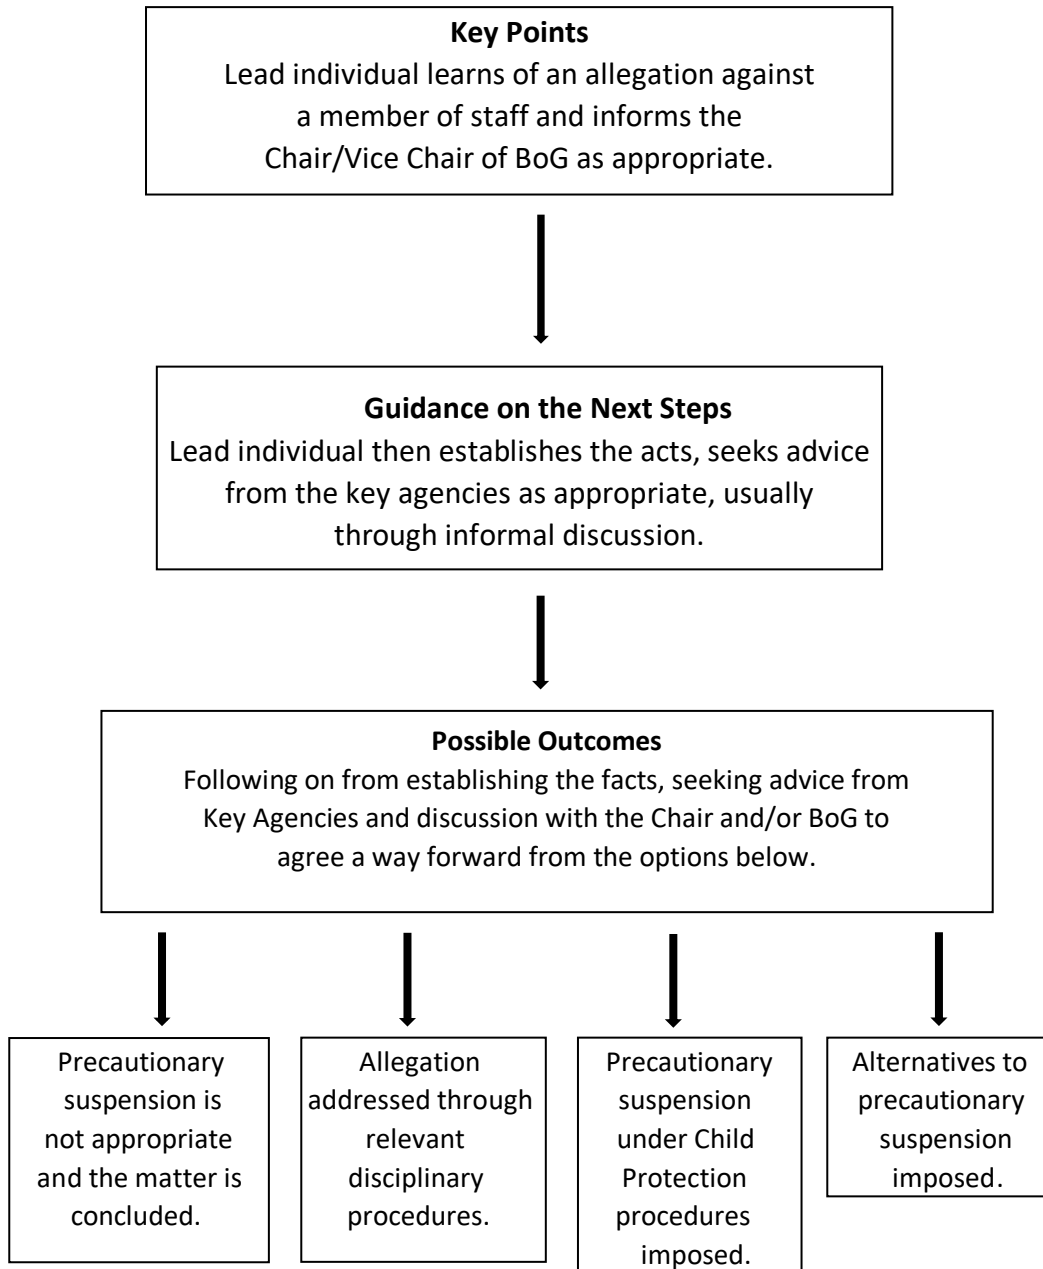 Key Points
Lead individual learns of an allegation against
a member of staff and informs the
Chair/Vice Chair of BoG as appropriate.
Guidance on the Next Steps
Lead individual then establishes the acts, seeks advice
from the key agencies as appropriate, usually
through informal discussion.
Possible Outcomes
Following on from establishing the facts, seeking advice from
Key Agencies and discussion with the Chair and/or BoG to
agree a way forward from the options below.
Precautionary
suspension is
not appropriate
and the matter is
concluded.
Allegation
addressed through
relevant
disciplinary
procedures.
Precautionary
suspension
under Child
Protection
procedures
imposed.
Alternatives to
precautionary
suspension
imposed.